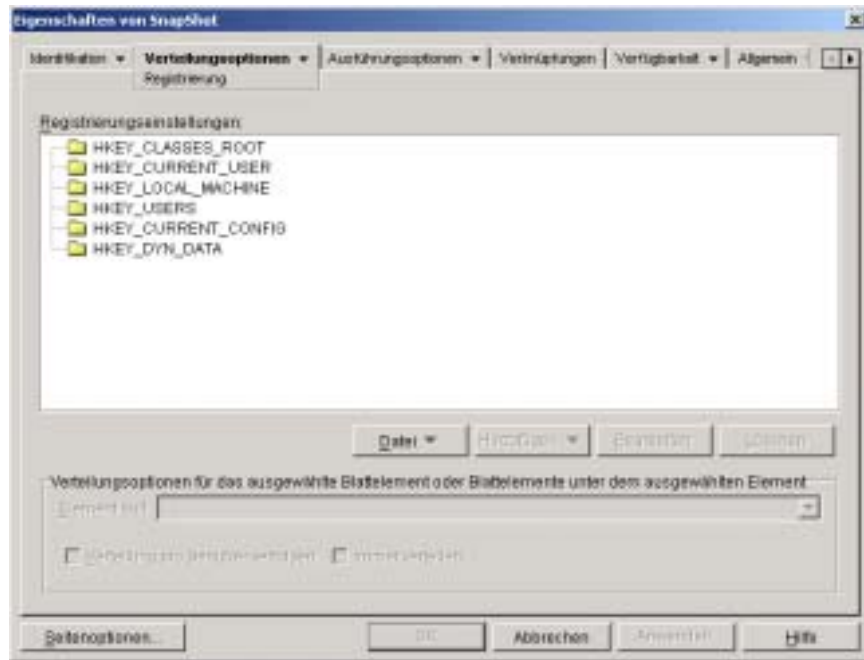 Eigenschaften von SnapShot
Identifikation Verteilungsoptionen Ausführungsoptionen Verknüpfungen Verfügbarkeit Allgemein
Registrierung
Registrierungseinstellungen:
HKEY_CLASSES_ROOT
HKEY_CURRENT_USER
HKEY_LOCAL_MACHINE
HKEY_USERS
HKEY_CURRENT_CONFIG
HKEY_DYN_DATA
Datei Hinzufügen Bearbeiten Löschen
Verteilungsoptionen für das ausgewählte Blattelement oder Blattelemente unter dem ausgewählten Element
Element
immer verteilen
Seitenoptionen... OK Abbrechen Anwenden Hilfe